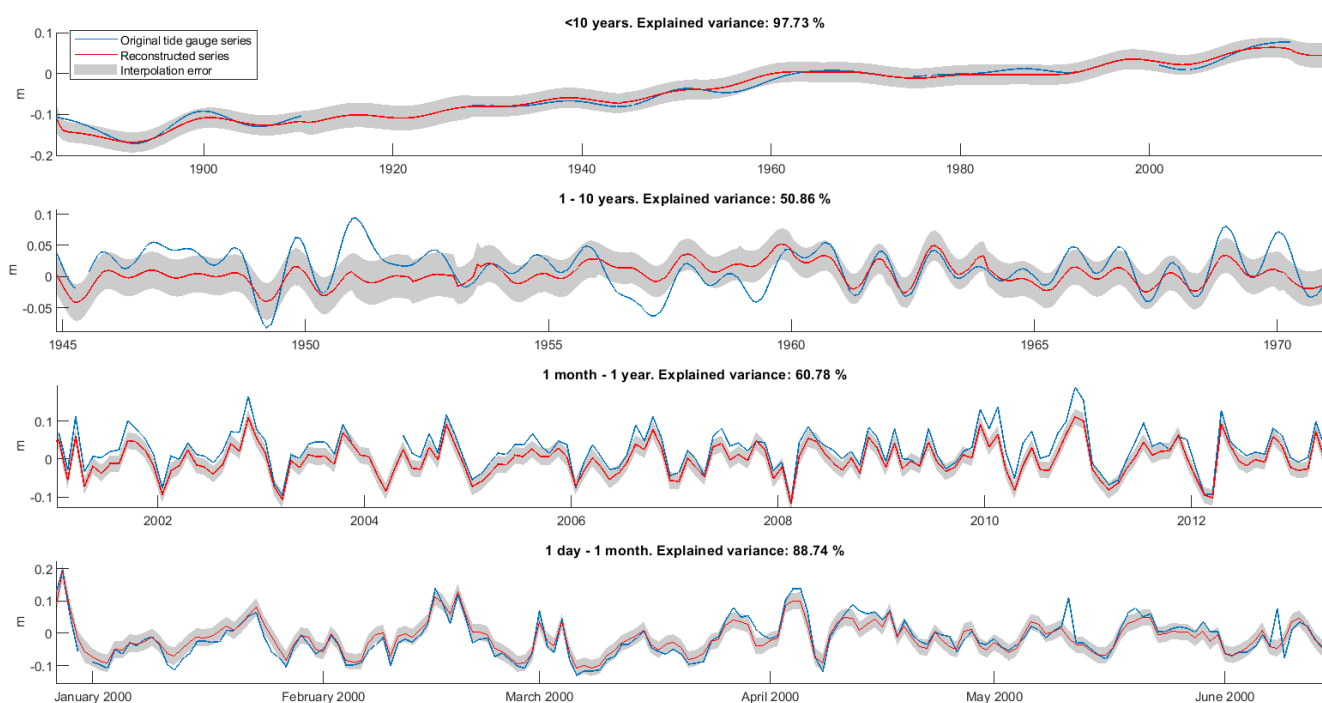 <10 years. Explained variance: 97.73 %
0.1
0
-0.1
-0.2
m
Original tide gauge series
Reconstructed series
Interpolation error
1900
1920
1940
1960
1980
2000
1 - 10 years. Explained variance: 50.86 %
0.1
0.05
0
-0.05
m
1945
1950
1955
1960
1965
1970
1 month - 1 year. Explained variance: 60.78 %
0.1
0
-0.1
m
2002
2004
2006
2008
2010
2012
1 day - 1 month. Explained variance: 88.74 %
0.2
0.1
0
-0.1
m
January 2000
February 2000
March 2000
April 2000
May 2000
June 2000